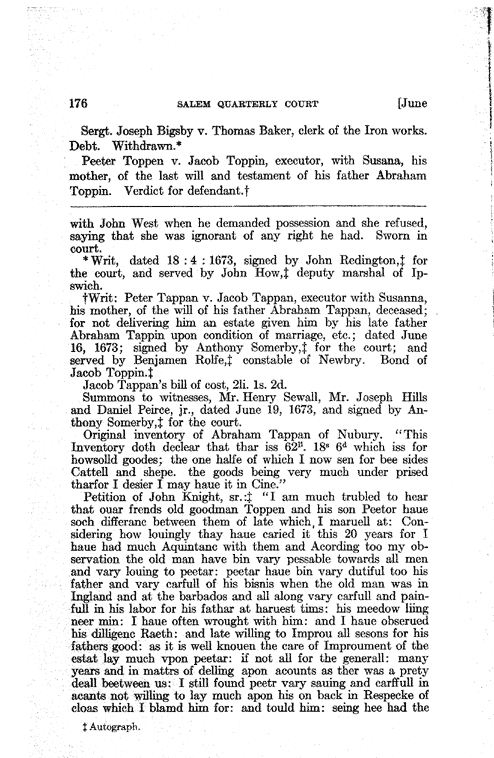 176 SALEM QUARTERLY COURT [June
Sergt. Joseph Bigsby v. Thomas Baker, clerk of the Iron works.
Debt. Withdrawn.*
Peeter Toppen v. Jacob Toppin, executor, with Susana, his
mother, of the last will and testament of his father Abraham
Toppin. Verdict for defendant.†
with John West when he demanded possession and she refused,
saying that she was ignorant of any right he had. Sworn in
court.
*Writ, dated 18 : 4 : 1673, signed by John Redington,‡ for
the court, and served by John How,‡ deputy marshal of Ip-
swich.
†Writ: Peter Tappan v. Jacob Tappan, executor with Susanna,
his mother, of the will of his father Abraham Tappan, deceased;
for not delivering him an estate given him by his late father
Abraham Tappin upon condition of marriage, etc.; dated June
16, 1673; signed by Anthony Somerby,‡ for the court; and
served by Benjamen Rolfe,‡ constable of Newbry. Bond of
Jacob Toppin.‡
Jacob Tappan's bill of cost, 2li. 1s. 2d.
Summons to witnesses, Mr. Henry Sewall, Mr. Joseph Hills
and Daniel Peirce, jr., dated June 19, 1673, and signed by An-
thony Somerby,‡ for the court.
Original inventory of Abraham Tappan of Nubury. "This
Inventory doth declear that thar iss 62ˡⁱ. 18ˢ 6ᵈ which iss for
howsolld goodes; the one halfe of which I now sen for bee sides
Cattell and shepe. the goods being very much under prised
tharfor I desier I may haue it in Cine."
Petition of John Knight, sr.:‡ "I am much trubled to hear
that ouar frends old goodman Toppen and his son Peetor haue
soch differanc between them of late which, I maruell at: Con-
sidering how louingly thay haue caried it this 20 years for I
haue had much Aquintanc with them and Acording too my ob-
servation the old man have bin vary pessable towards all men
and vary louing to peetar: peetar haue bin vary dutiful too his
father and vary carfull of his bisnis when the old man was in
Ingland and at the barbados and all along vary carfull and pain-
full in his labor for his fathar at haruest tims: his meedow liing
neer min: I haue often wrought with him: and I haue obserued
his dilligenc Raeth: and late willing to Improu all sesons for his
fathers good: as it is well knouen the care of Improument of the
estat lay much vpon peetar: if not all for the generall: many
years and in mattrs of delling apon acounts as ther was a prety
deall beetween us: I still found peetr vary sauing and carffull in
acants not willing to lay much apon his on back in Respecke of
cloas which I blamd him for: and tould him: seing hee had the
‡ Autograph.